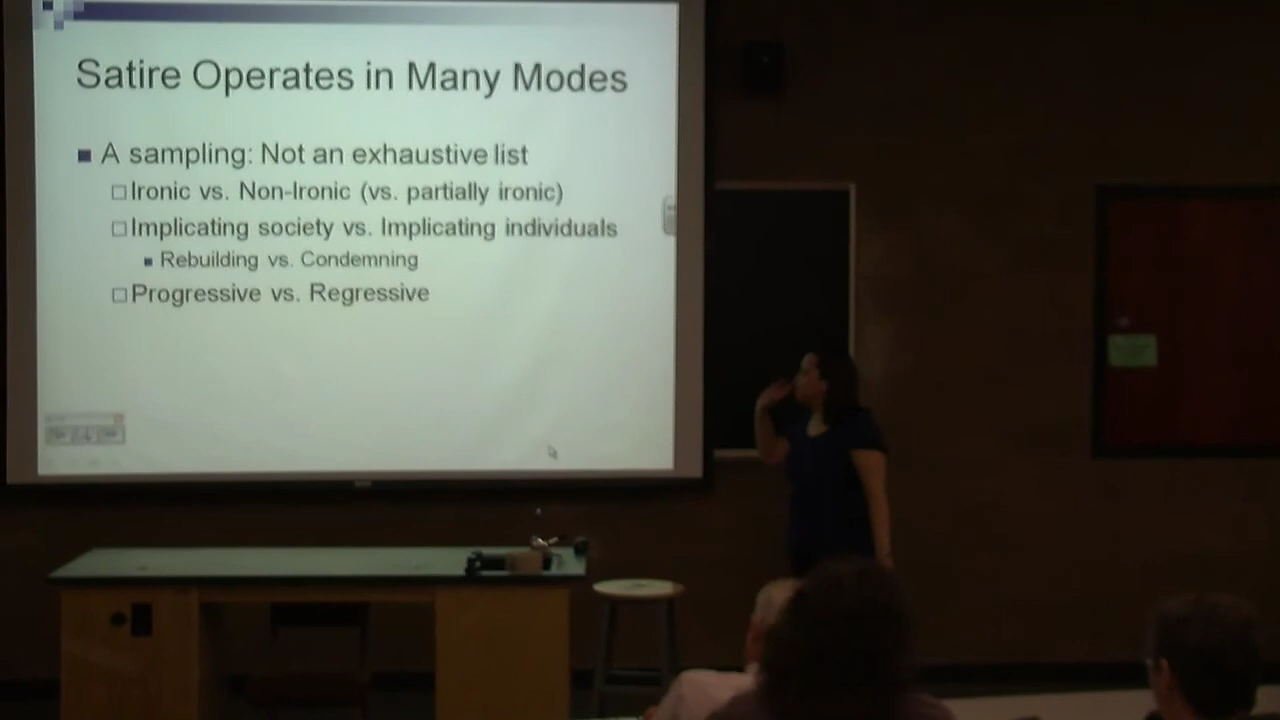 Satire Operates in Many Modes
A sampling: Not an exhaustive list
Ironic vs. Non-Ironic (vs. partially ironic)
Implicating society vs. Implicating individuals
Rebuilding vs. Condemning
Progressive vs. Regressive